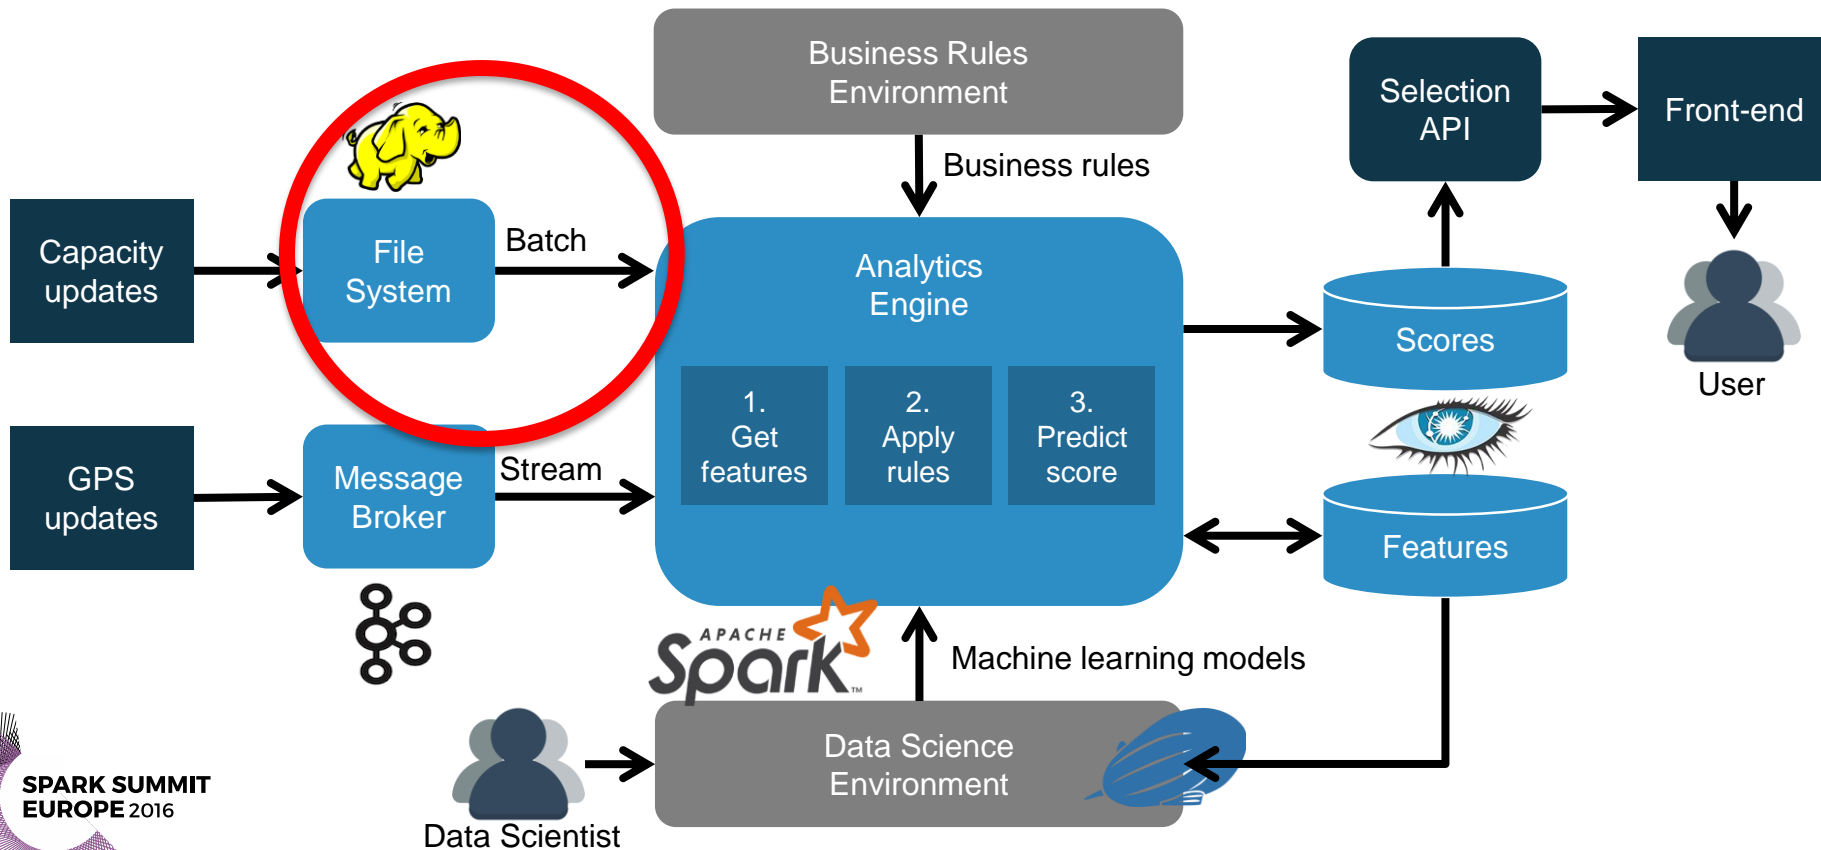 Business Rules
Environment
Selection
API
Front-end
Business rules
Capacity
updates
File
System
Batch
Analytics
Engine
Scores
User
1.
Get
features
2.
Apply
rules
3.
Predict
score
GPS
updates
Message
Broker
Stream
Features
APACHE
Spark™
Machine learning models
Data Science
Environment
SPARK SUMMIT
EUROPE 2016
Data Scientist